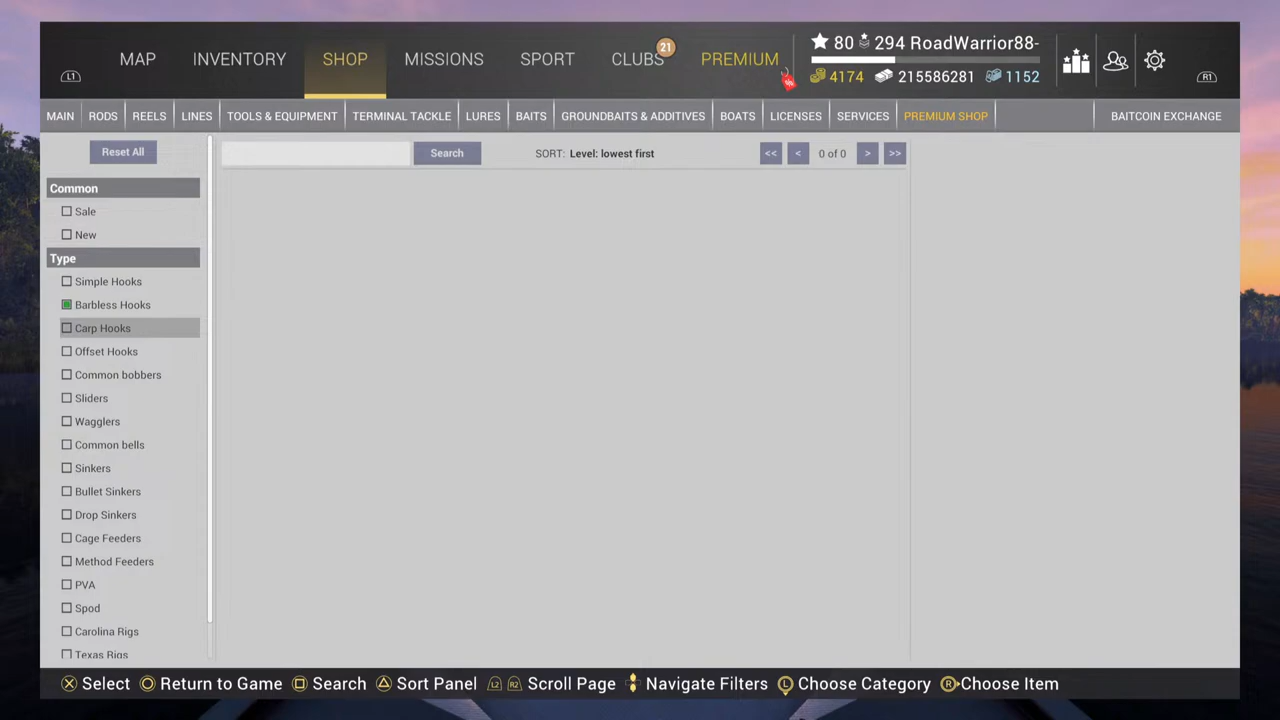 L1 MAP INVENTORY SHOP MISSIONS SPORT CLUBS 21 PREMIUM % 80 294 RoadWarrior88- R1
4174 215586281 1152
MAIN RODS REELS LINES TOOLS & EQUIPMENT TERMINAL TACKLE LURES BAITS GROUNDBAITS & ADDITIVES BOATS LICENSES SERVICES PREMIUM SHOP BAITCOIN EXCHANGE
Reset All Search SORT: Level: lowest first << < 0 of 0 > >>
Common
Sale
New
Type
Simple Hooks
Barbless Hooks
Carp Hooks
Offset Hooks
Common bobbers
Sliders
Wagglers
Common bells
Sinkers
Bullet Sinkers
Drop Sinkers
Cage Feeders
Method Feeders
PVA
Spod
Carolina Rigs
Texas Rigs
Select Return to Game Search Sort Panel L2 R2 Scroll Page Navigate Filters L Choose Category R Choose Item